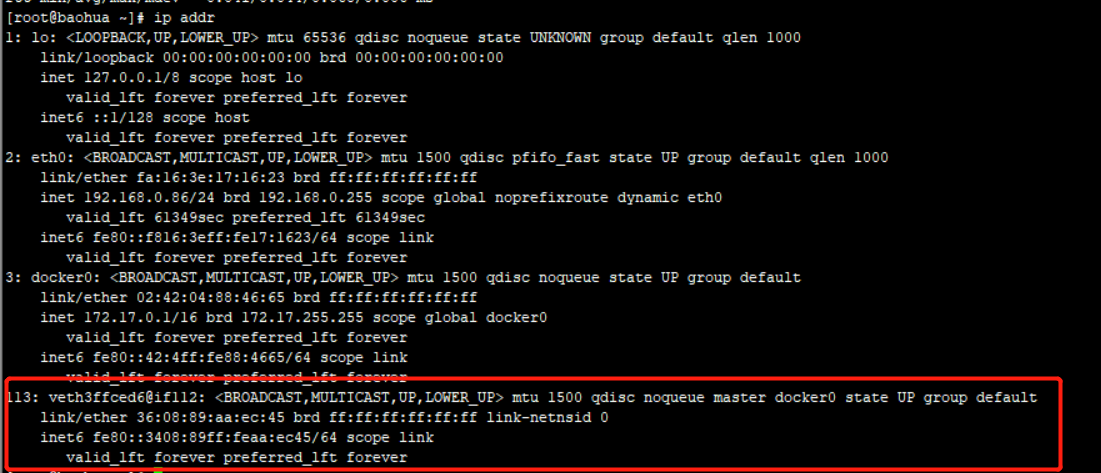 [root@baohua ~]# ip addr
1: lo: <LOOPBACK,UP,LOWER_UP> mtu 65536 qdisc noqueue state UNKNOWN group default qlen 1000
link/loopback 00:00:00:00:00:00 brd 00:00:00:00:00:00
inet 127.0.0.1/8 scope host lo
valid_lft forever preferred_lft forever
inet6 ::1/128 scope host
valid_lft forever preferred_lft forever
2: eth0: <BROADCAST,MULTICAST,UP,LOWER_UP> mtu 1500 qdisc pfifo_fast state UP group default qlen 1000
link/ether fa:16:3e:17:16:23 brd ff:ff:ff:ff:ff:ff
inet 192.168.0.86/24 brd 192.168.0.255 scope global noprefixroute dynamic eth0
valid_lft 61349sec preferred_lft 61349sec
inet6 fe80::f816:3eff:fe17:1623/64 scope link
valid_lft forever preferred_lft forever
3: docker0: <BROADCAST,MULTICAST,UP,LOWER_UP> mtu 1500 qdisc noqueue state UP group default
link/ether 02:42:04:88:46:65 brd ff:ff:ff:ff:ff:ff
inet 172.17.0.1/16 brd 172.17.255.255 scope global docker0
valid_lft forever preferred_lft forever
inet6 fe80::42:4ff:fe88:4665/64 scope link
valid_lft forever preferred_lft forever
113: veth3ffced6@if112: <BROADCAST,MULTICAST,UP,LOWER_UP> mtu 1500 qdisc noqueue master docker0 state UP group default
link/ether 36:08:89:aa:ec:45 brd ff:ff:ff:ff:ff:ff link-netnsid 0
inet6 fe80::3408:89ff:feaa:ec45/64 scope link
valid_lft forever preferred_lft forever